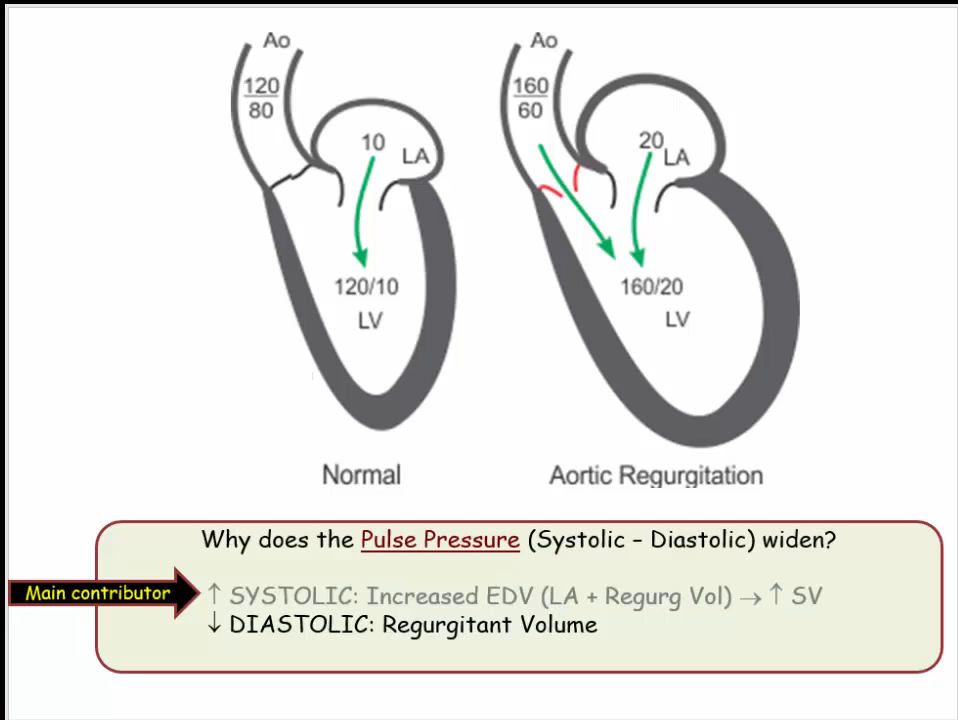 Ao
120
80
10
LA
120/10
LV
Normal
Ao
160
60
20
LA
160/20
LV
Aortic Regurgitation
Why does the Pulse Pressure (Systolic – Diastolic) widen?
Main contributor
↑ SYSTOLIC: Increased EDV (LA + Regurg Vol) → ↑ SV
↓ DIASTOLIC: Regurgitant Volume